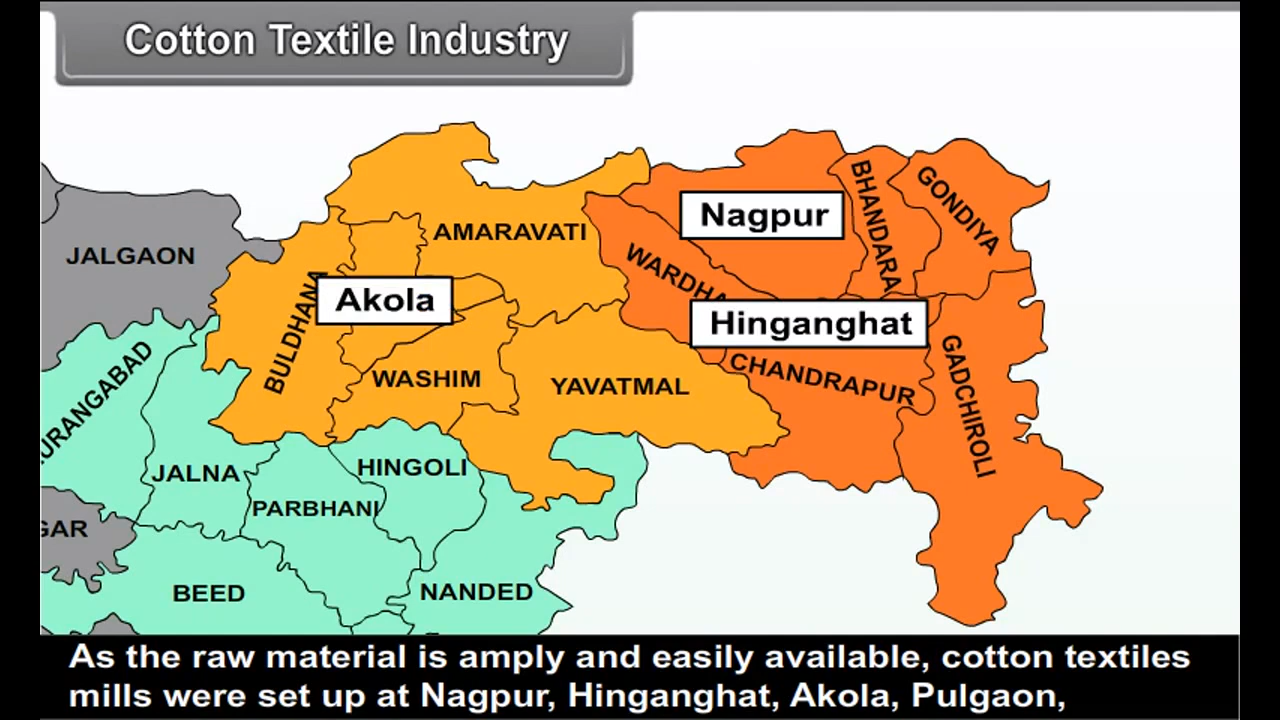 Cotton Textile Industry
JALGAON
AMARAVATI
Nagpur
BHANDARA
GONDIYA
WARDHA
BULDHANA
Akola
Hinganghat
WASHIM
YAVATMAL
CHANDRAPUR
GADCHIROLI
URANGABAD
JALNA
HINGOLI
PARBHANI
GAR
BEED
NANDED
As the raw material is amply and easily available, cotton textiles
mills were set up at Nagpur, Hinganghat, Akola, Pulgaon,